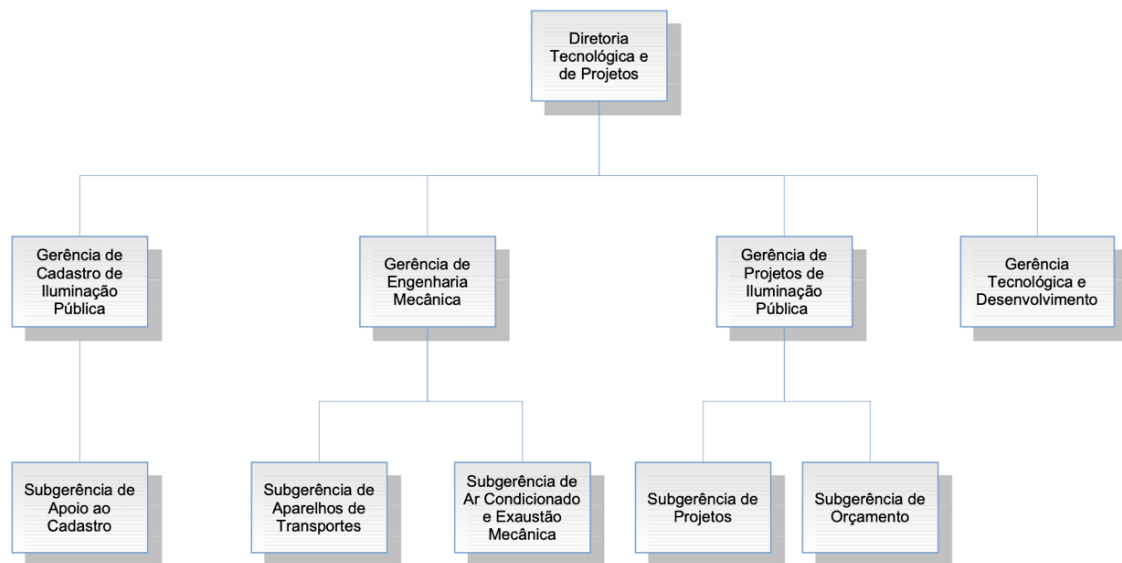 Diretoria
Tecnológica e
de Projetos
Gerência de
Cadastro de
Iluminação
Pública
Gerência de
Engenharia
Mecânica
Gerência de
Projetos de
Iluminação
Pública
Gerência
Tecnológica e
Desenvolvimento
Subgerência de
Apoio ao
Cadastro
Subgerência de
Aparelhos de
Transportes
Subgerência de
Ar Condicionado
e Exaustão
Mecânica
Subgerência de
Projetos
Subgerência de
Orçamento